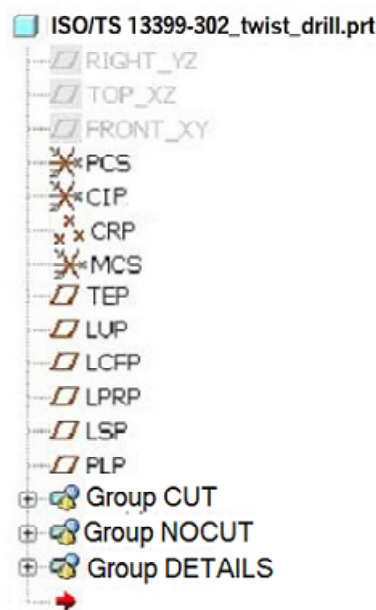 ISO/TS 13399-302_twist_drill.prt
RIGHT_YZ
TOP_XZ
FRONT_XY
PCS
CIP
CRP
MCS
TEP
LUP
LCFP
LPRP
LSP
PLP
Group CUT
Group NOCUT
Group DETAILS